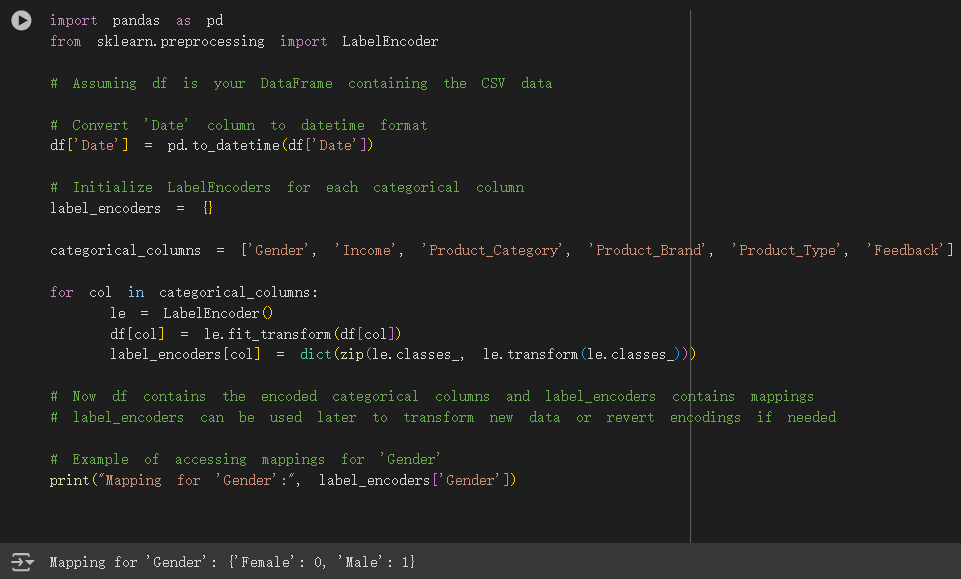 import pandas as pd
from sklearn.preprocessing import LabelEncoder
# Assuming df is your DataFrame containing the CSV data
# Convert 'Date' column to datetime format
df['Date'] = pd.to_datetime(df['Date'])
# Initialize LabelEncoders for each categorical column
label_encoders = {}
categorical_columns = ['Gender', 'Income', 'Product_Category', 'Product_Brand', 'Product_Type', 'Feedback']
for col in categorical_columns:
    le = LabelEncoder()
    df[col] = le.fit_transform(df[col])
    label_encoders[col] = dict(zip(le.classes_, le.transform(le.classes_)))
# Now df contains the encoded categorical columns and label_encoders contains mappings
# label_encoders can be used later to transform new data or revert encodings if needed
# Example of accessing mappings for 'Gender'
print("Mapping for 'Gender':", label_encoders['Gender'])
Mapping for 'Gender': {'Female': 0, 'Male': 1}